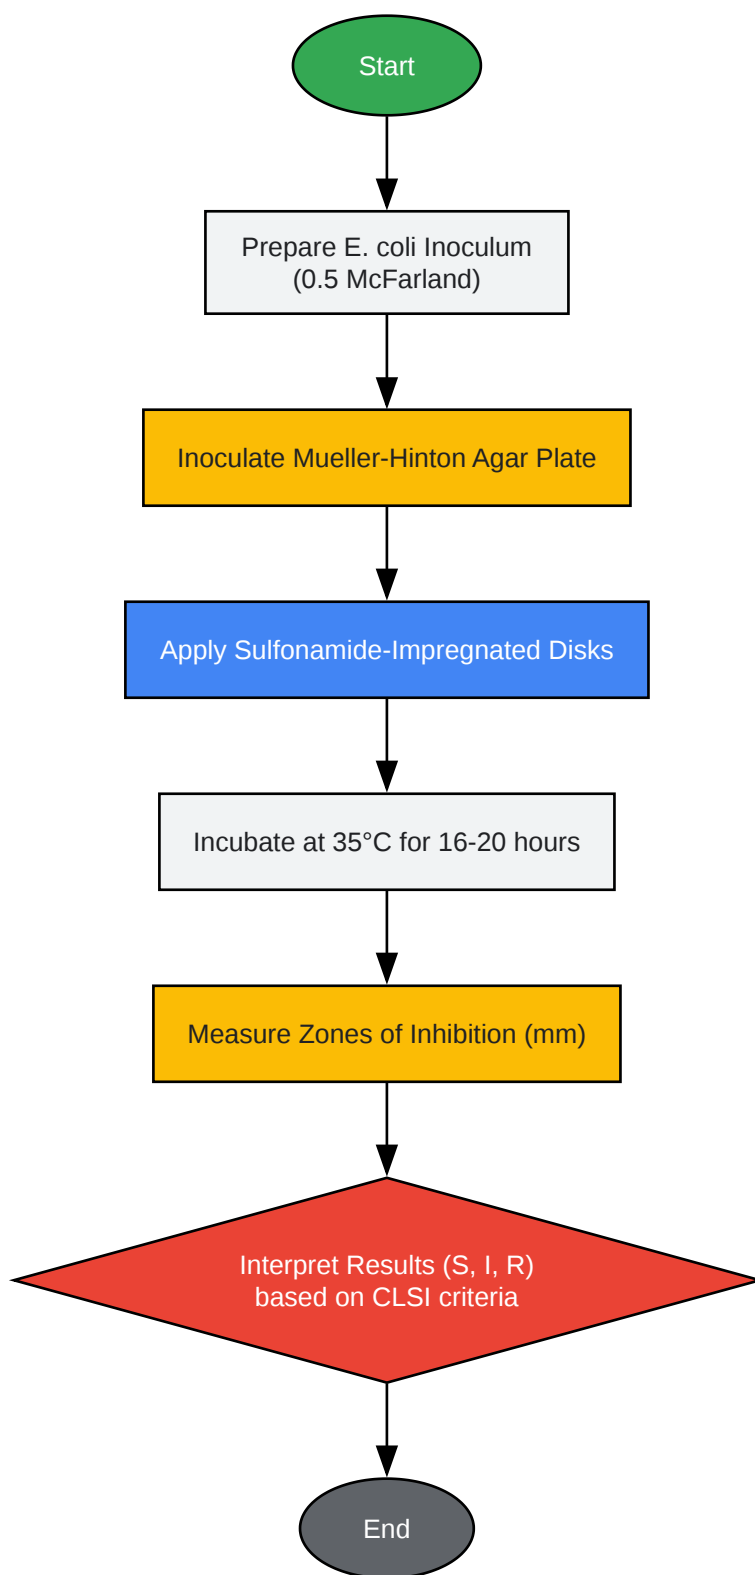 Start
Prepare E. coli Inoculum
(0.5 McFarland)
Inoculate Mueller-Hinton Agar Plate
Apply Sulfonamide-Impregnated Disks
Incubate at 35°C for 16-20 hours
Measure Zones of Inhibition (mm)
Interpret Results (S, I, R)
based on CLSI criteria
End